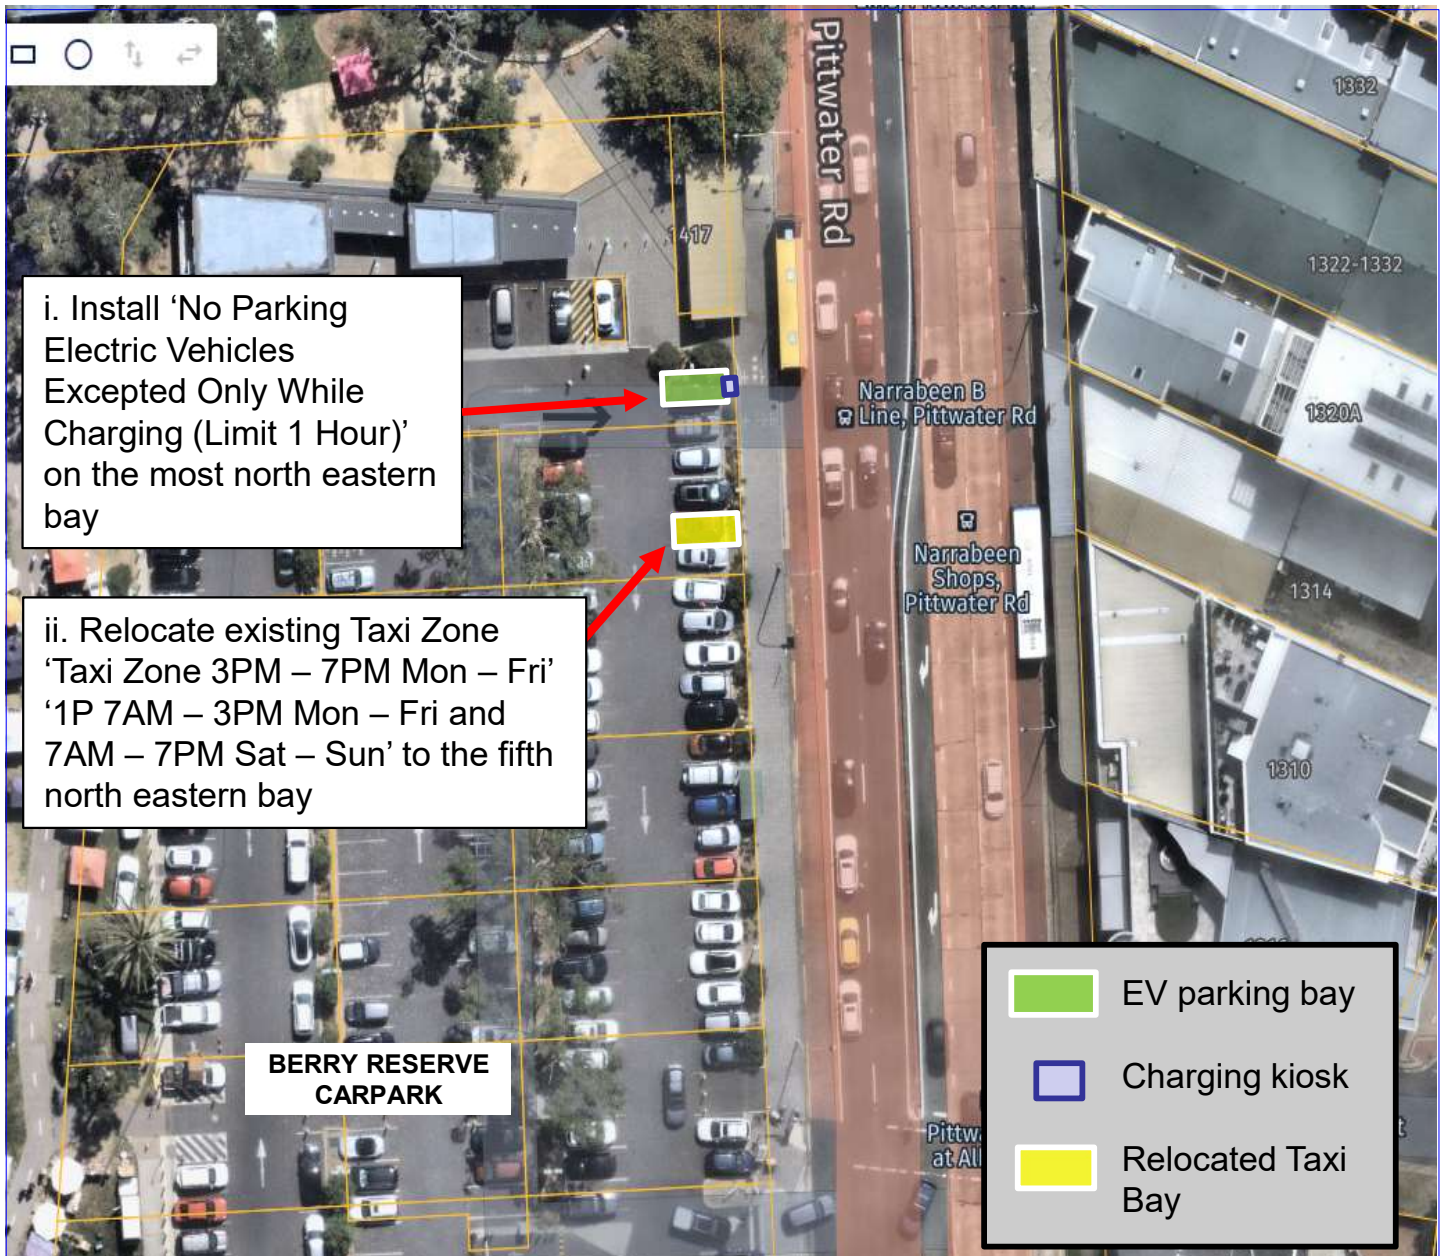 Pittwater Rd
1332
1417
1322-1332
i. Install ‘No Parking
Electric Vehicles
Excepted Only While
Charging (Limit 1 Hour)’
on the most north eastern
bay
Narrabeen B
Line, Pittwater Rd
1320A
Narrabeen
Shops,
Pittwater Rd
1314
ii. Relocate existing Taxi Zone
‘Taxi Zone 3PM – 7PM Mon – Fri’
‘1P 7AM – 3PM Mon – Fri and
7AM – 7PM Sat – Sun’ to the fifth
north eastern bay
1310
BERRY RESERVE
CARPARK
EV parking bay
Charging kiosk
Relocated Taxi
Bay
Pittwa
at Al